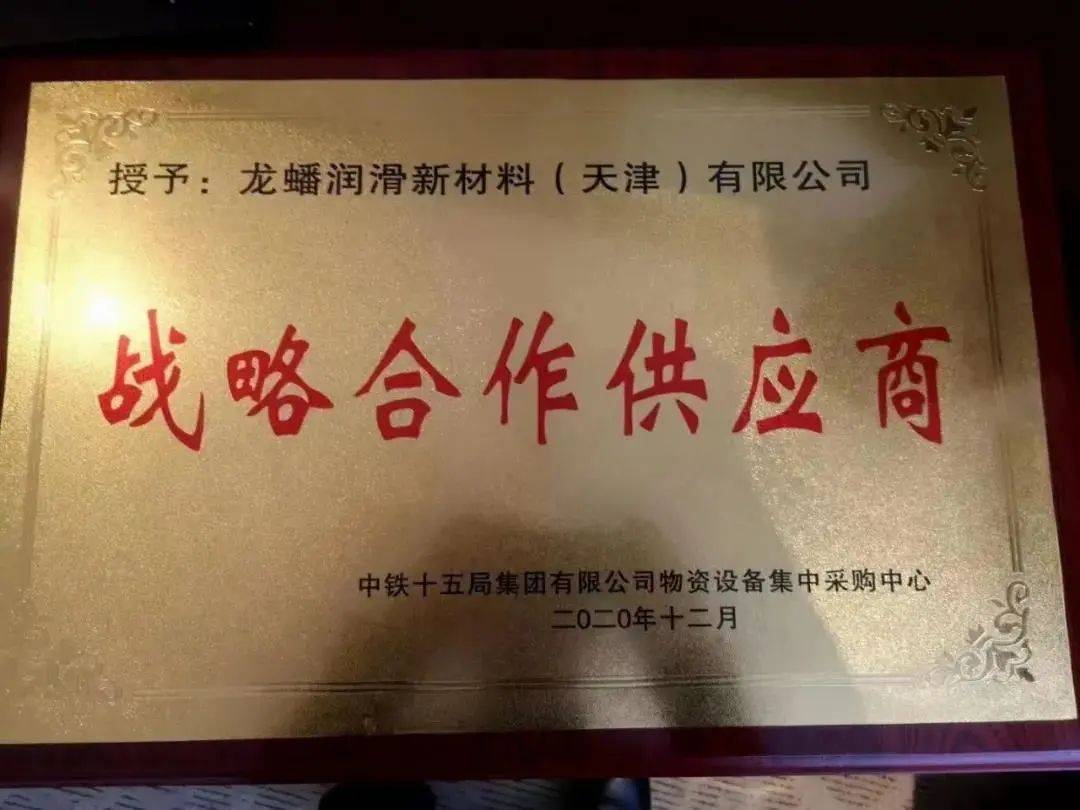 授予：龙蟠润滑新材料（天津）有限公司
战略合作供应商
中铁十五局集团有限公司物资设备集中采购中心
二〇二〇年十二月